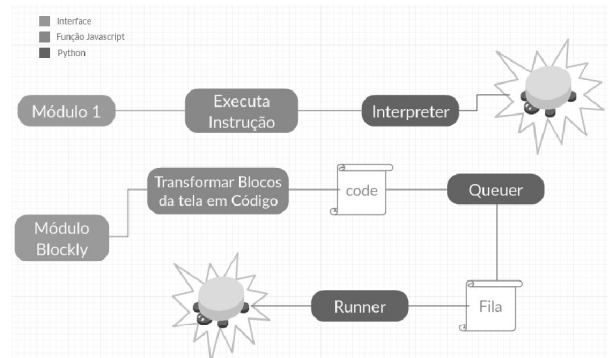 Interface
Função Javascript
Python
Módulo 1
Executa
Instrução
Interpreter
Transformar Blocos
da tela em Código
code
Queuer
Módulo
Blockly
Runner
Fila